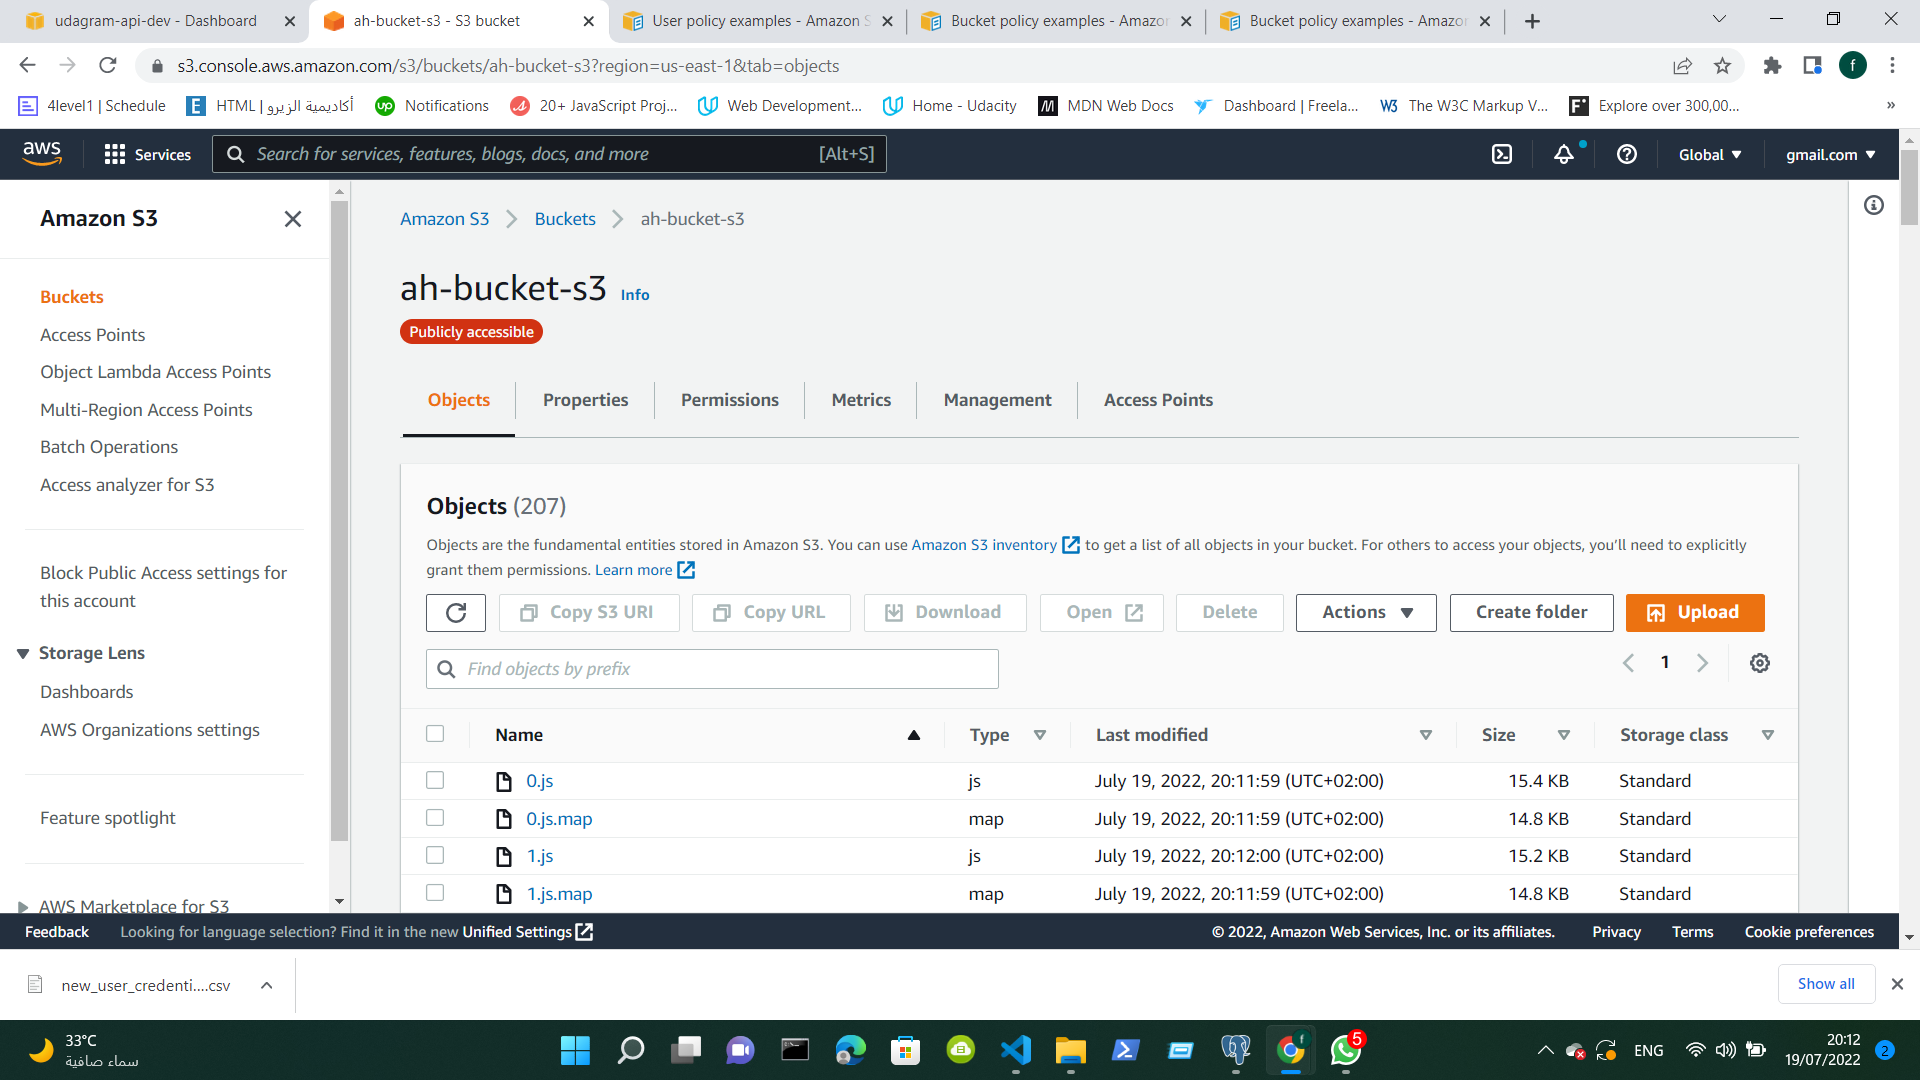 udagram-api-dev - Dashboard
ah-bucket-s3 - S3 bucket
User policy examples - Amazon S
Bucket policy examples - Amazon
Bucket policy examples - Amazon
s3.console.aws.amazon.com/s3/buckets/ah-bucket-s3?region=us-east-1&tab=objects
f
4level1 | Schedule
HTML | أكاديمية الزيرو
Notifications
20+ JavaScript Proj...
Web Development...
Home - Udacity
MDN Web Docs
Dashboard | Freela...
The W3C Markup V...
Explore over 300,00...
aws
Services
Search for services, features, blogs, docs, and more
[Alt+S]
Global
gmail.com
Amazon S3
Buckets
Access Points
Object Lambda Access Points
Multi-Region Access Points
Batch Operations
Access analyzer for S3
Block Public Access settings for
this account
Storage Lens
Dashboards
AWS Organizations settings
Feature spotlight
AWS Marketplace for S3
Amazon S3 > Buckets > ah-bucket-s3
ah-bucket-s3 Info
Publicly accessible
Objects
Properties
Permissions
Metrics
Management
Access Points
Objects (207)
Objects are the fundamental entities stored in Amazon S3. You can use Amazon S3 inventory to get a list of all objects in your bucket. For others to access your objects, you'll need to explicitly
grant them permissions. Learn more
Copy S3 URI
Copy URL
Download
Open
Delete
Actions
Create folder
Upload
Find objects by prefix
1
Name Type Last modified Size Storage class
0.js js July 19, 2022, 20:11:59 (UTC+02:00) 15.4 KB Standard
0.js.map map July 19, 2022, 20:11:59 (UTC+02:00) 14.8 KB Standard
1.js js July 19, 2022, 20:12:00 (UTC+02:00) 15.2 KB Standard
1.js.map map July 19, 2022, 20:11:59 (UTC+02:00) 14.8 KB Standard
Feedback
Looking for language selection? Find it in the new Unified Settings
© 2022, Amazon Web Services, Inc. or its affiliates.
Privacy
Terms
Cookie preferences
new_user_credenti....csv
Show all
33°C
سماء صافية
5
ENG
20:12
19/07/2022
2